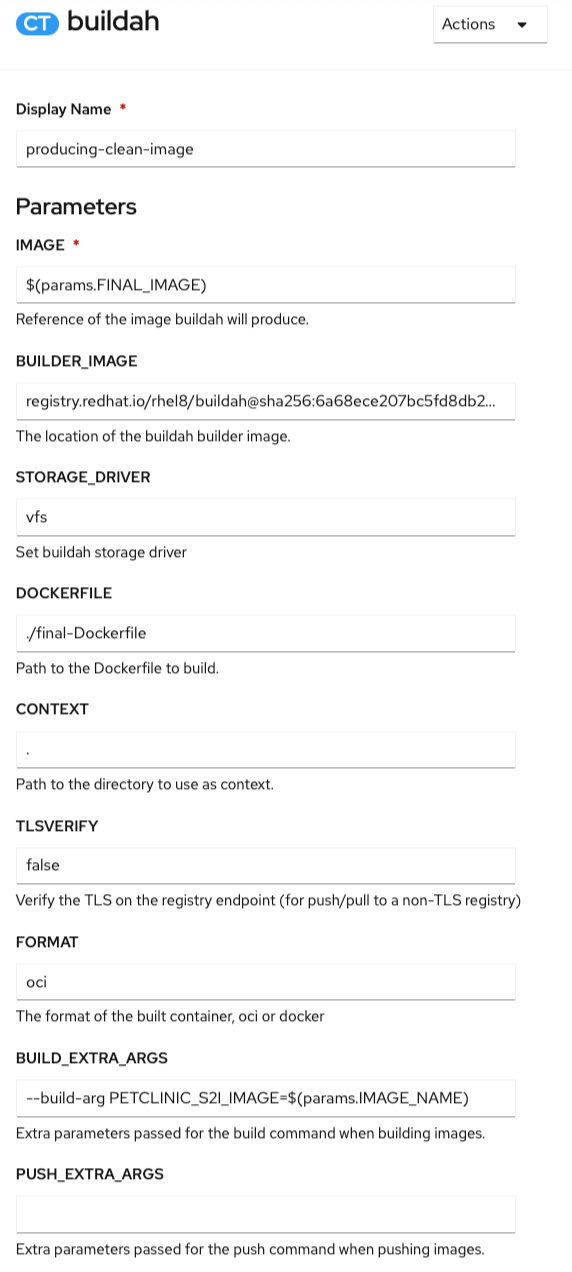 CT buildah
Actions
Display Name *
producing-clean-image
Parameters
IMAGE *
$(params.FINAL_IMAGE)
Reference of the image buildah will produce.
BUILDER_IMAGE
registry.redhat.io/rhel8/buildah@sha256:6a68ece207bc5fd8db2...
The location of the buildah builder image.
STORAGE_DRIVER
vfs
Set buildah storage driver
DOCKERFILE
./final-Dockerfile
Path to the Dockerfile to build.
CONTEXT
.
Path to the directory to use as context.
TLSVERIFY
false
Verify the TLS on the registry endpoint (for push/pull to a non-TLS registry)
FORMAT
oci
The format of the built container, oci or docker
BUILD_EXTRA_ARGS
--build-arg PETCLINIC_S2I_IMAGE=$(params.IMAGE_NAME)
Extra parameters passed for the build command when building images.
PUSH_EXTRA_ARGS
Extra parameters passed for the push command when pushing images.